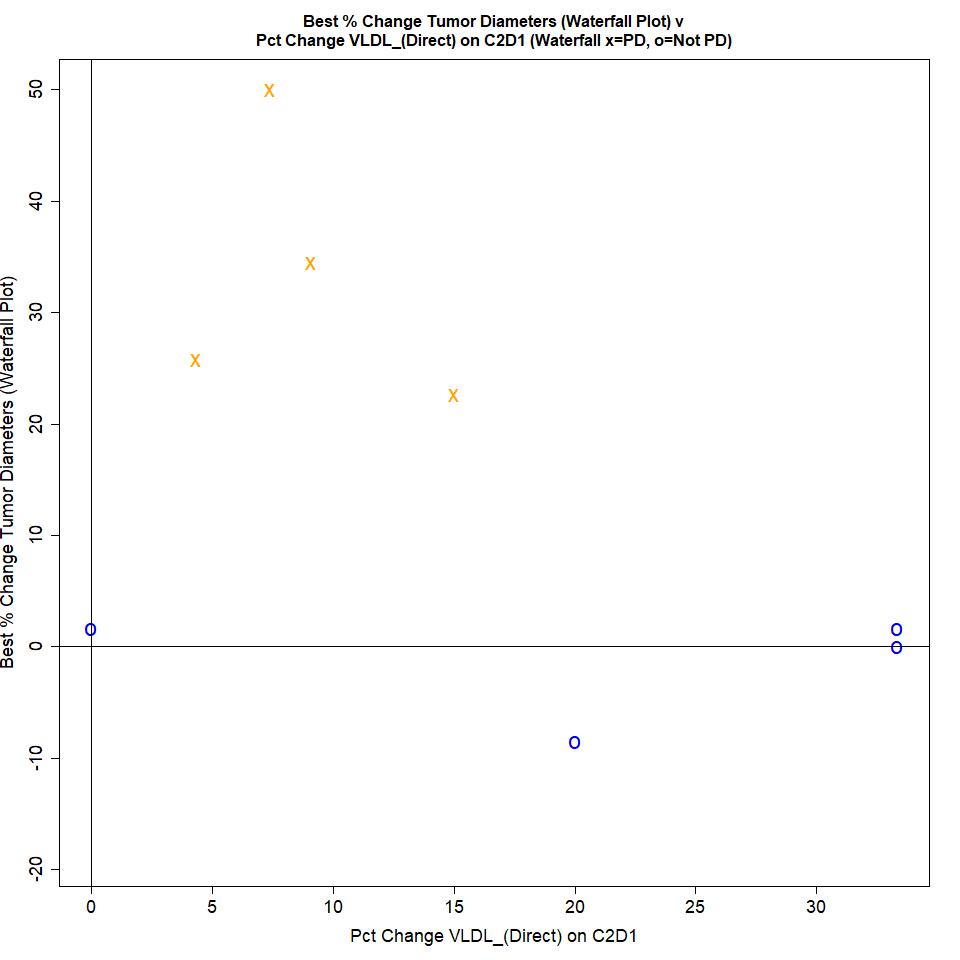 Best % Change Tumor Diameters (Waterfall Plot) v
Pct Change VLDL_(Direct) on C2D1 (Waterfall x=PD, o=Not PD)
Best % Change Tumor Diameters (Waterfall Plot)
50
40
30
20
10
0
-10
-20
X
X
X
X
O
O
O
O
0
5
10
15
20
25
30
Pct Change VLDL_(Direct) on C2D1